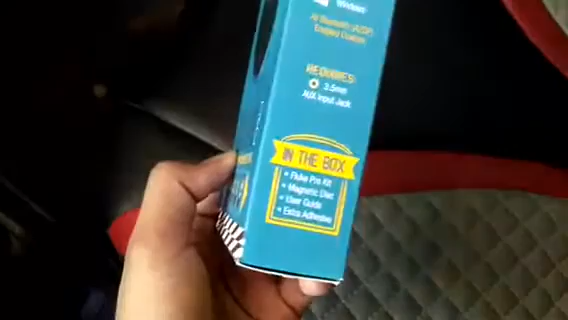 Windows
All Bluetooth (A2DP)
Enabled Devices
REQUIRES
3.5mm
AUX Input Jack
IN THE BOX
• Fluke Pro Kit
• Magnetic Disc
• User Guide
• Extra Adhesive